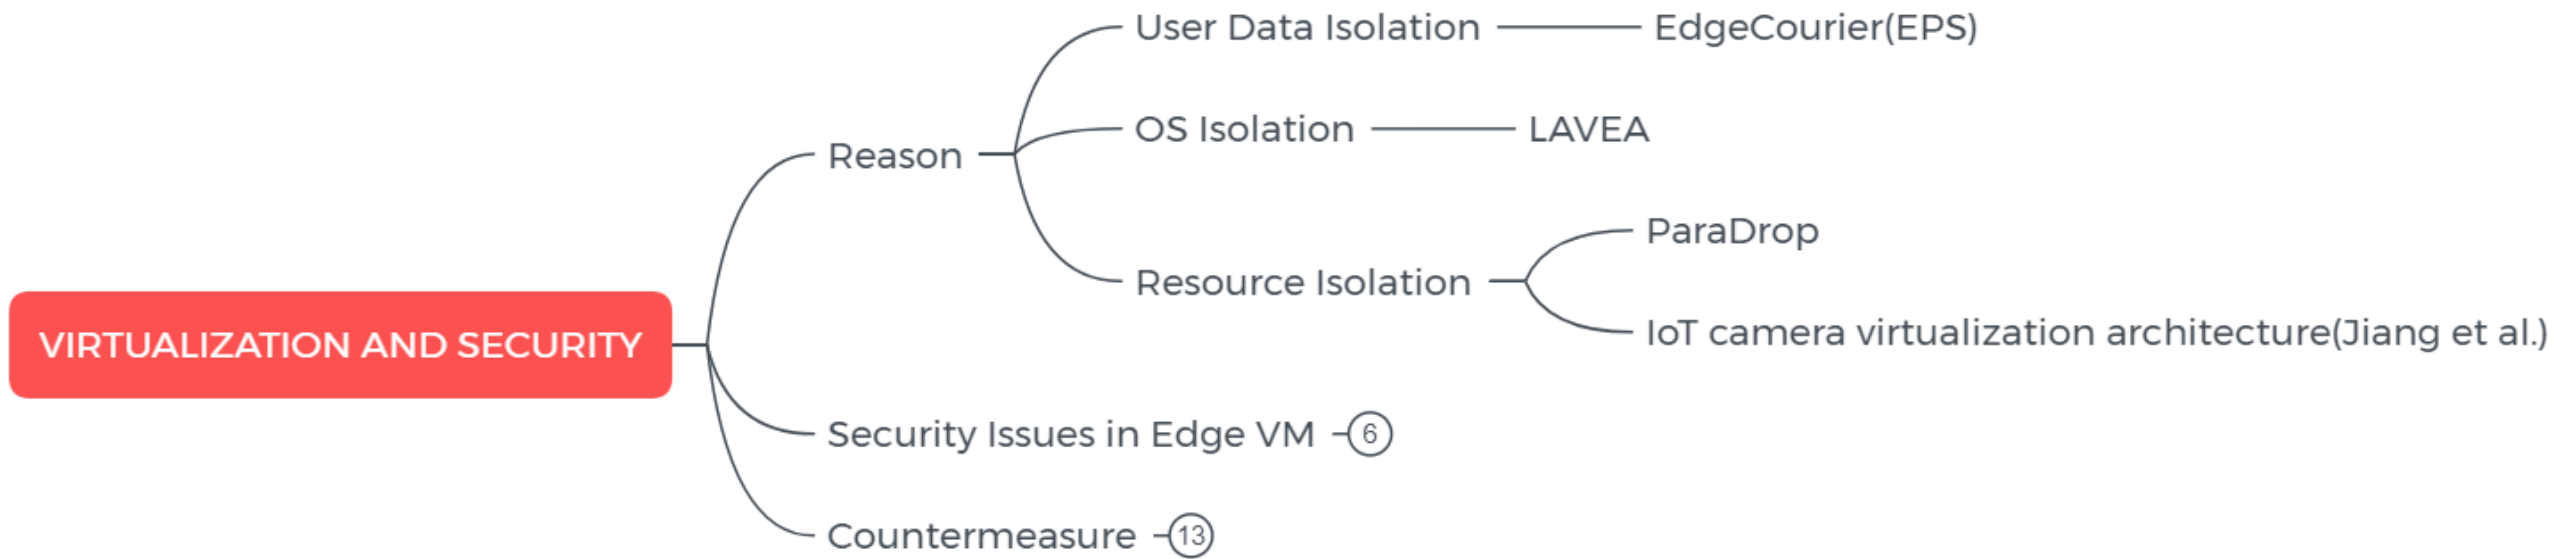 User Data Isolation
EdgeCourier(EPS)
OS Isolation
LAVEA
Reason
ParaDrop
Resource Isolation
IoT camera virtualization architecture(Jiang et al.)
VIRTUALIZATION AND SECURITY
Security Issues in Edge VM
6
Countermeasure
13